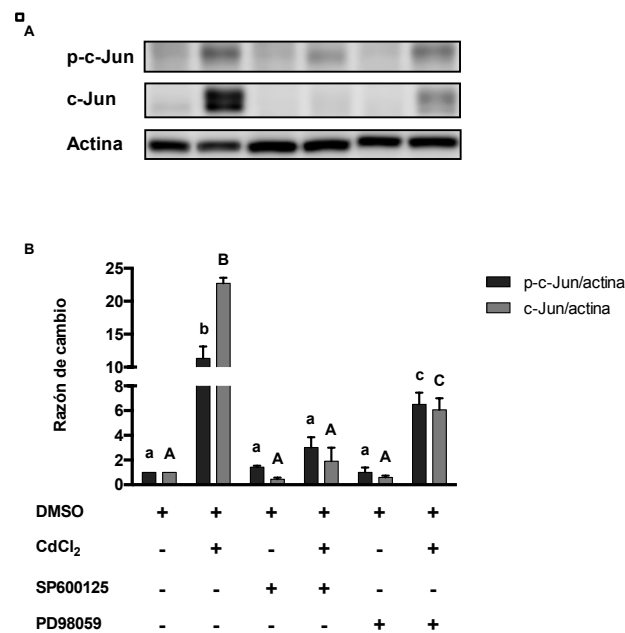 A
p-c-Jun
c-Jun
Actina
B
Razón de cambio
25
20
15
10
8
6
4
2
0
a A b B a A a A a A c C
p-c-Jun/actina
c-Jun/actina
DMSO + + + + + +
CdCl₂ - + - + - +
SP600125 - - + + - -
PD98059 - - - - + +